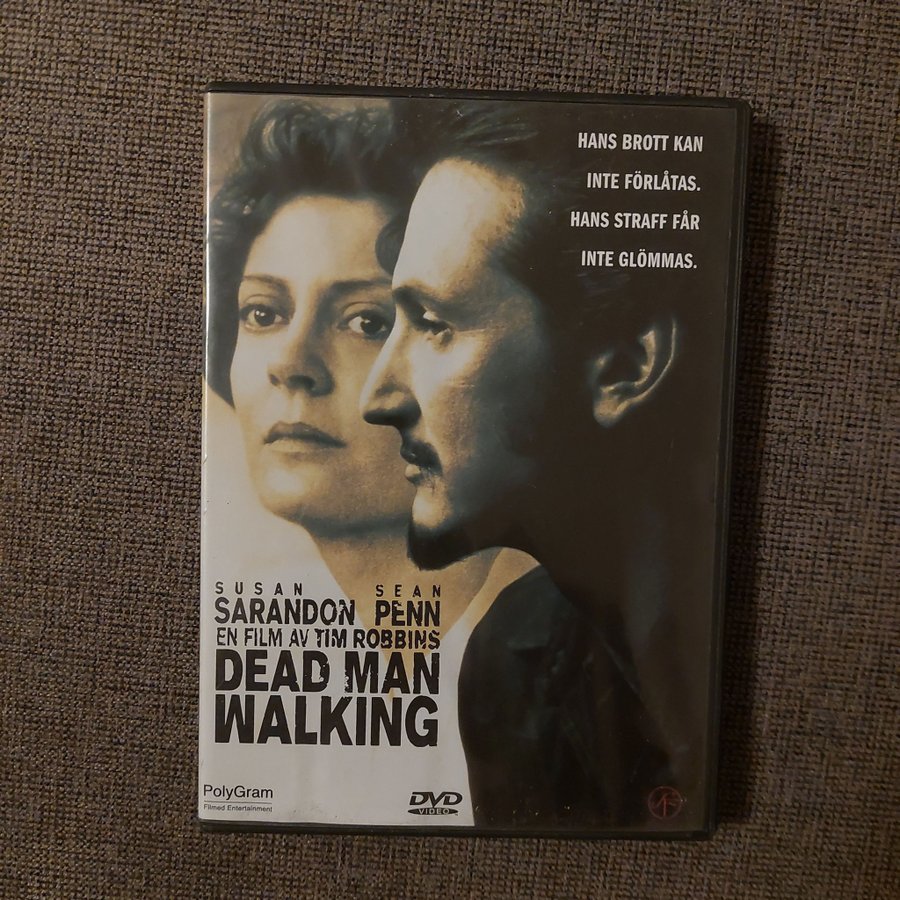 HANS BROTT KAN
INTE FÖRLÅTAS.
HANS STRAFF FÅR
INTE GLÖMMAS.
SUSAN SEAN
SARANDON PENN
EN FILM AV TIM ROBBINS
DEAD MAN
WALKING
PolyGram
Filmed Entertainment
DVD
VIDEO
SF